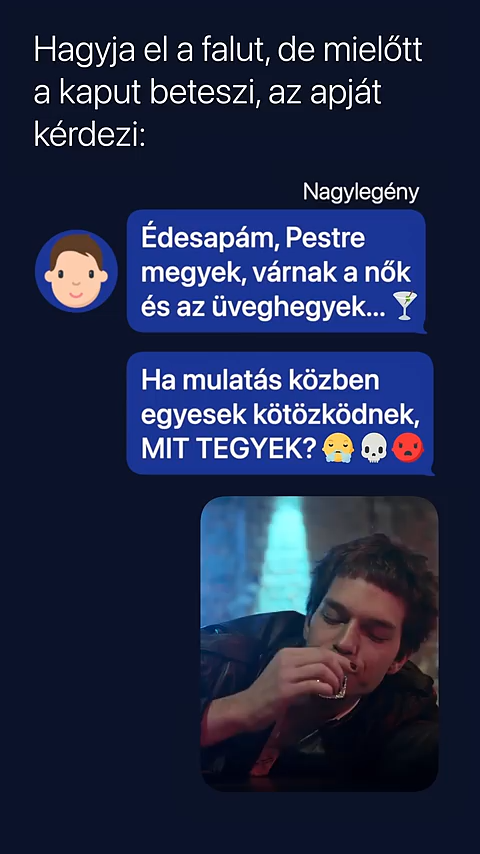 Hagyja el a falut, de mielőtt
a kaput beteszi, az apját
kérdezi:
Nagylegény
Édesapám, Pestre
megyek, várnak a nők
és az üveghegyek... 🍸
Ha mulatás közben
egyesek kötözködnek,
MIT TEGYEK? 😮‍💨💀😡